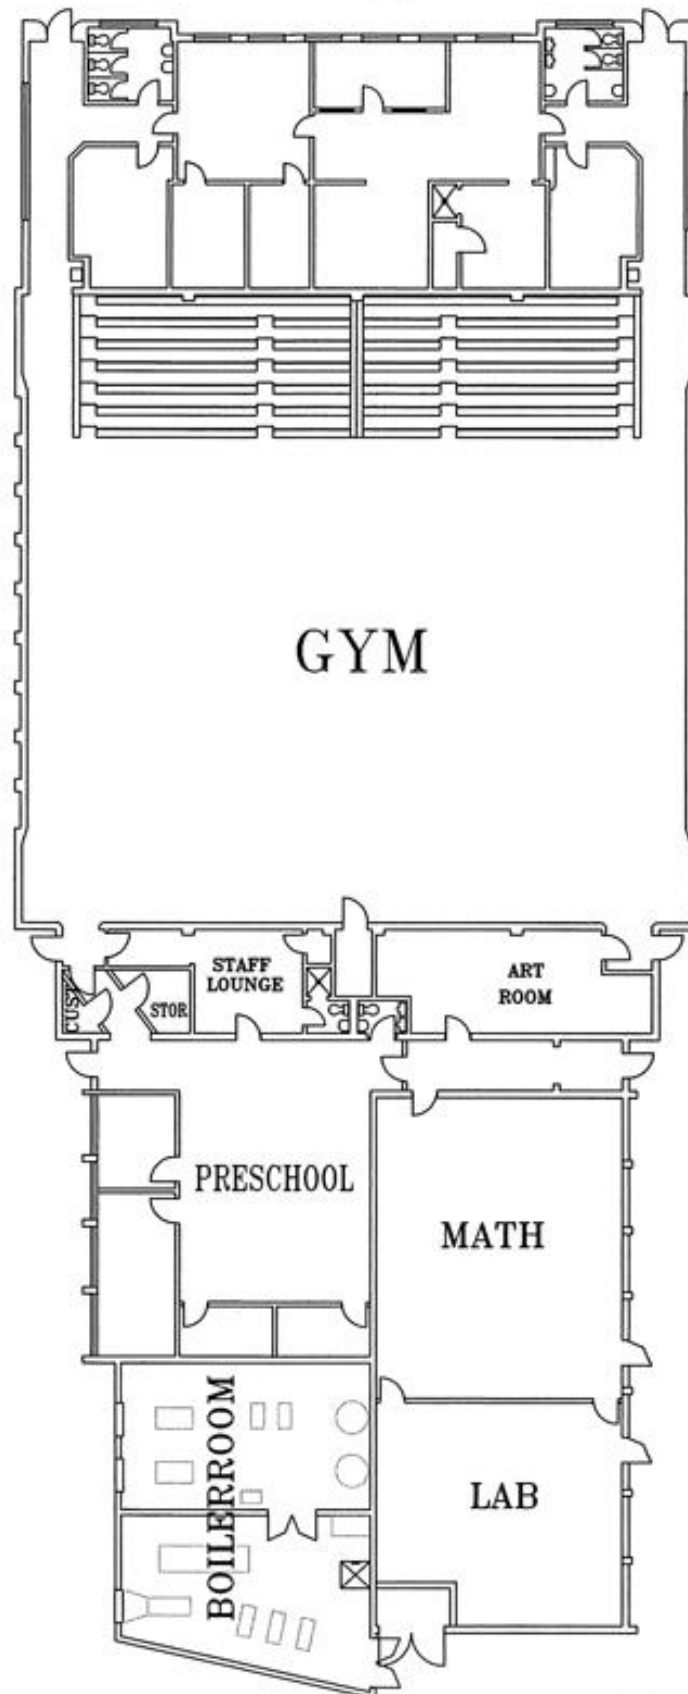 GYM
STAFF
LOUNGE
ART
ROOM
CUST
STOR
PRESCHOOL
MATH
BOILERROOM
LAB